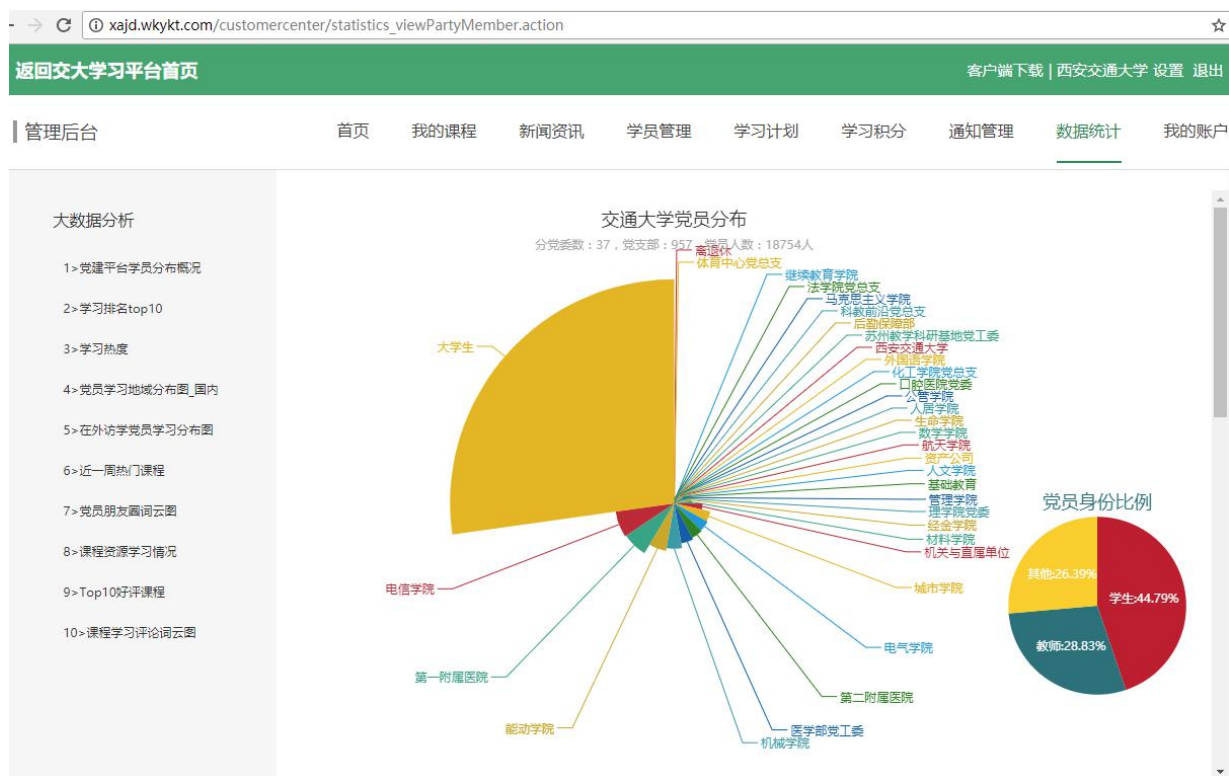 xajd.wkykt.com/customercenter/statistics_viewPartyMember.action
返回交大学习平台首页
客户端下载 | 西安交通大学 设置 退出
管理后台
首页 我的课程 新闻资讯 学员管理 学习计划 学习积分 通知管理 数据统计 我的账户
大数据分析
1>党建平台学员分布概况
2>学习排名top10
3>学习热度
4>党员学习地域分布图_国内
5>在外访学党员学习分布图
6>近一周热门课程
7>党员朋友圈词云图
8>课程资源学习情况
9>Top10好评课程
10>课程学习评论词云图
交通大学党员分布
分党委数：37，党支部：957，党员人数：18754人
离退休
体育中心党总支
继续教育学院
法学院党总支
马克思主义学院
科教前沿党总支
后勤保障部
苏州教学科研基地党工委
西安交通大学
外国语学院
化工学院党总支
口腔医院党委
公管学院
人居学院
生命学院
数学学院
航天学院
资产公司
人文学院
基础教育
管理学院
理学院党委
经金学院
材料学院
机关与直属单位
城市学院
电气学院
第二附属医院
医学部党工委
机械学院
能动学院
第一附属医院
电信学院
大学生
党员身份比例
其他:26.39%
学生:44.79%
教师:28.83%